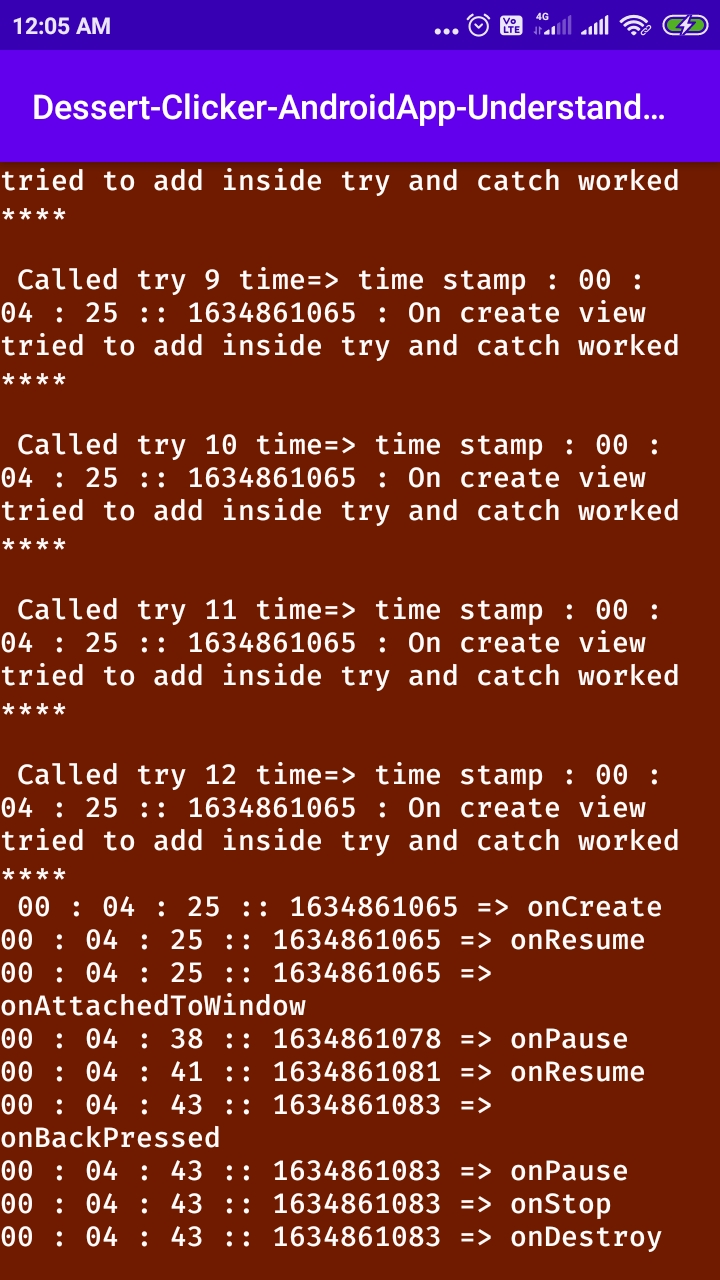 12:05 AM
4G
Vo LTE
Dessert-Clicker-AndroidApp-Understand...
tried to add inside try and catch worked
****
Called try 9 time=> time stamp : 00 :
04 : 25 :: 1634861065 : On create view
tried to add inside try and catch worked
****
Called try 10 time=> time stamp : 00 :
04 : 25 :: 1634861065 : On create view
tried to add inside try and catch worked
****
Called try 11 time=> time stamp : 00 :
04 : 25 :: 1634861065 : On create view
tried to add inside try and catch worked
****
Called try 12 time=> time stamp : 00 :
04 : 25 :: 1634861065 : On create view
tried to add inside try and catch worked
****
00 : 04 : 25 :: 1634861065 => onCreate
00 : 04 : 25 :: 1634861065 => onResume
00 : 04 : 25 :: 1634861065 =>
onAttachedToWindow
00 : 04 : 38 :: 1634861078 => onPause
00 : 04 : 41 :: 1634861081 => onResume
00 : 04 : 43 :: 1634861083 =>
onBackPressed
00 : 04 : 43 :: 1634861083 => onPause
00 : 04 : 43 :: 1634861083 => onStop
00 : 04 : 43 :: 1634861083 => onDestroy